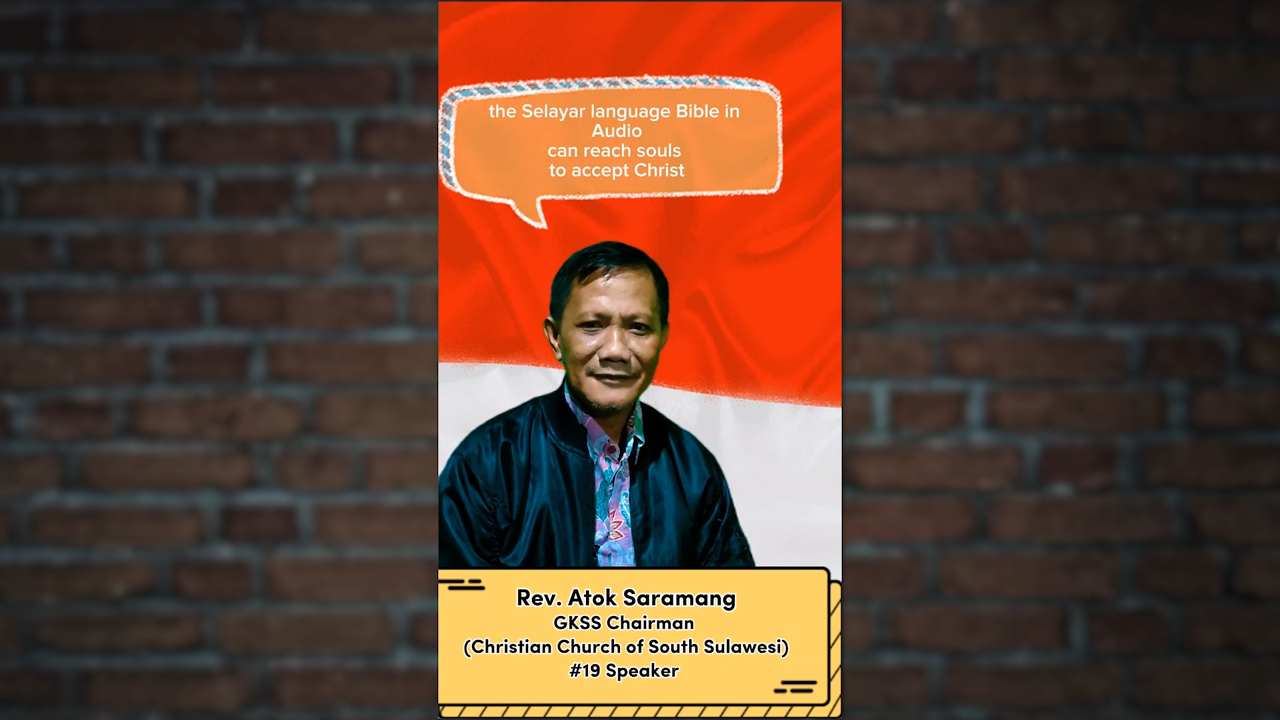 the Selayar language Bible in
Audio
can reach souls
to accept Christ
Rev. Atok Saramang
GKSS Chairman
(Christian Church of South Sulawesi)
#19 Speaker